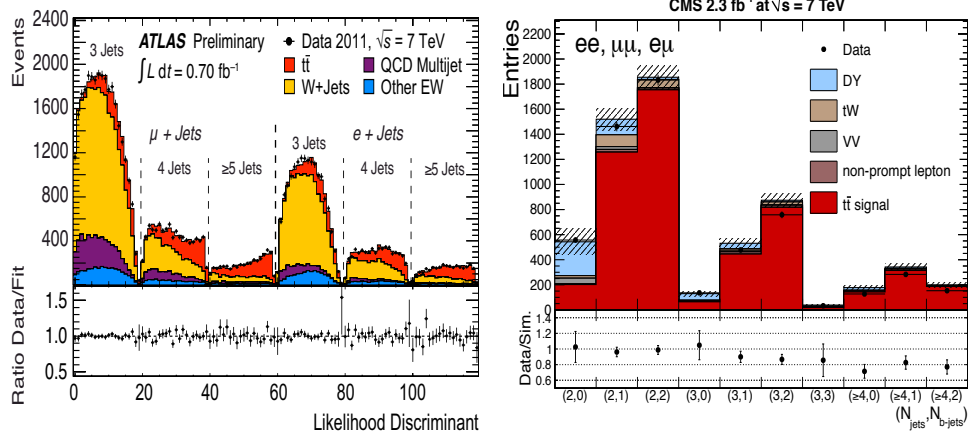 ATLAS Preliminary
∫L dt = 0.70 fb⁻¹
Data 2011, √s = 7 TeV
tt̄
QCD Multijet
W+Jets
Other EW
3 Jets
μ + Jets
4 Jets
≥5 Jets
3 Jets
e + Jets
4 Jets
≥5 Jets
Events
2200
1800
1400
1200
800
400
Ratio Data/Fit
1.5
1.0
0.5
0
20
40
60
80
100
Likelihood Discriminant
CMS 2.3 fb⁻¹ at √s = 7 TeV
ee, μμ, eμ
Data
DY
tW
VV
non-prompt lepton
tt̄ signal
Entries
2200
2000
1800
1600
1400
1200
1000
800
600
400
200
0
Data/Sim.
1.4
1.2
1
0.8
0.6
(2,0)
(2,1)
(2,2)
(3,0)
(3,1)
(3,2)
(3,3)
(≥4,0)
(≥4,1)
(≥4,2)
(N_jets, N_b-jets)